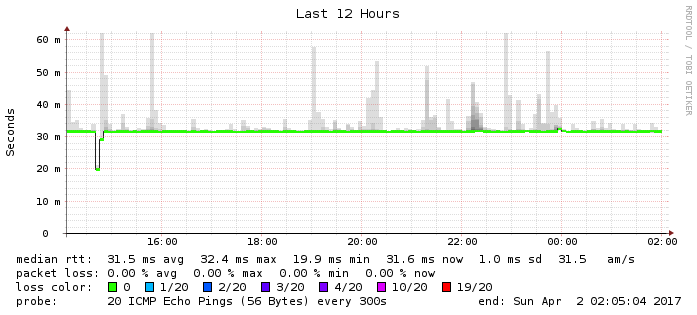 Last 12 Hours
RRDTOOL / TOBI OETIKER
Seconds
60 m
50 m
40 m
30 m
20 m
10 m
0
16:00 18:00 20:00 22:00 00:00 02:00
median rtt: 31.5 ms avg 32.4 ms max 19.9 ms min 31.6 ms now 1.0 ms sd 31.5 am/s
packet loss: 0.00 % avg 0.00 % max 0.00 % min 0.00 % now
loss color: 0 1/20 2/20 3/20 4/20 10/20 19/20
probe: 20 ICMP Echo Pings (56 Bytes) every 300s end: Sun Apr 2 02:05:04 2017